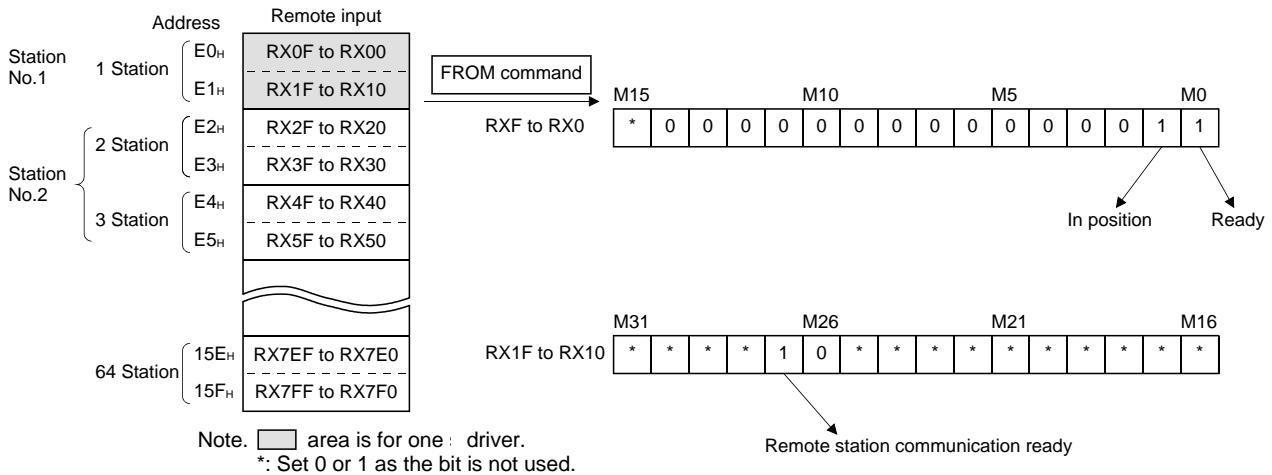 Address Remote input
Station No.1 1 Station E0H RX0F to RX00
E1H RX1F to RX10
Station No.2 2 Station E2H RX2F to RX20
E3H RX3F to RX30
3 Station E4H RX4F to RX40
E5H RX5F to RX50
64 Station 15EH RX7EF to RX7E0
15FH RX7FF to RX7F0
FROM command
M15 M10 M5 M0
RXF to RX0 * 0 0 0 0 0 0 0 0 0 0 0 0 0 1 1
In position Ready
M31 M26 M21 M16
RX1F to RX10 * * * * 1 0 * * * * * * * * * *
Remote station communication ready
Note. area is for one : driver.
*: Set 0 or 1 as the bit is not used.